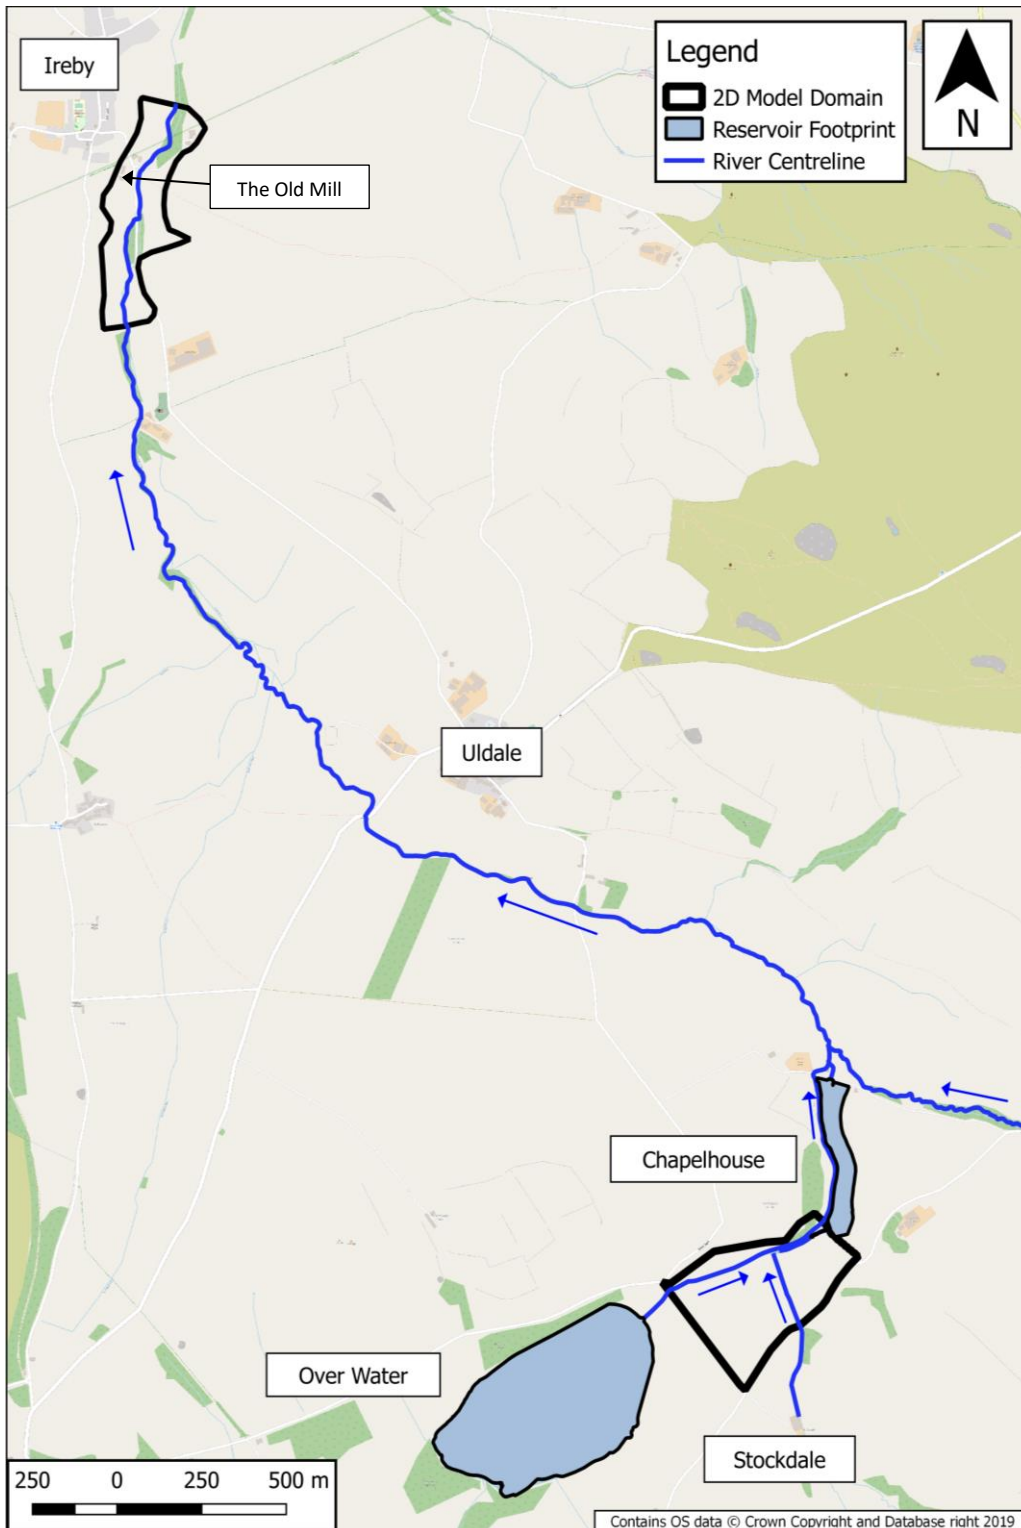 Ireby
Legend
2D Model Domain
Reservoir Footprint
River Centreline
N
The Old Mill
Uldale
Chapelhouse
Over Water
Stockdale
250 0 250 500 m
Contains OS data © Crown Copyright and Database right 2019